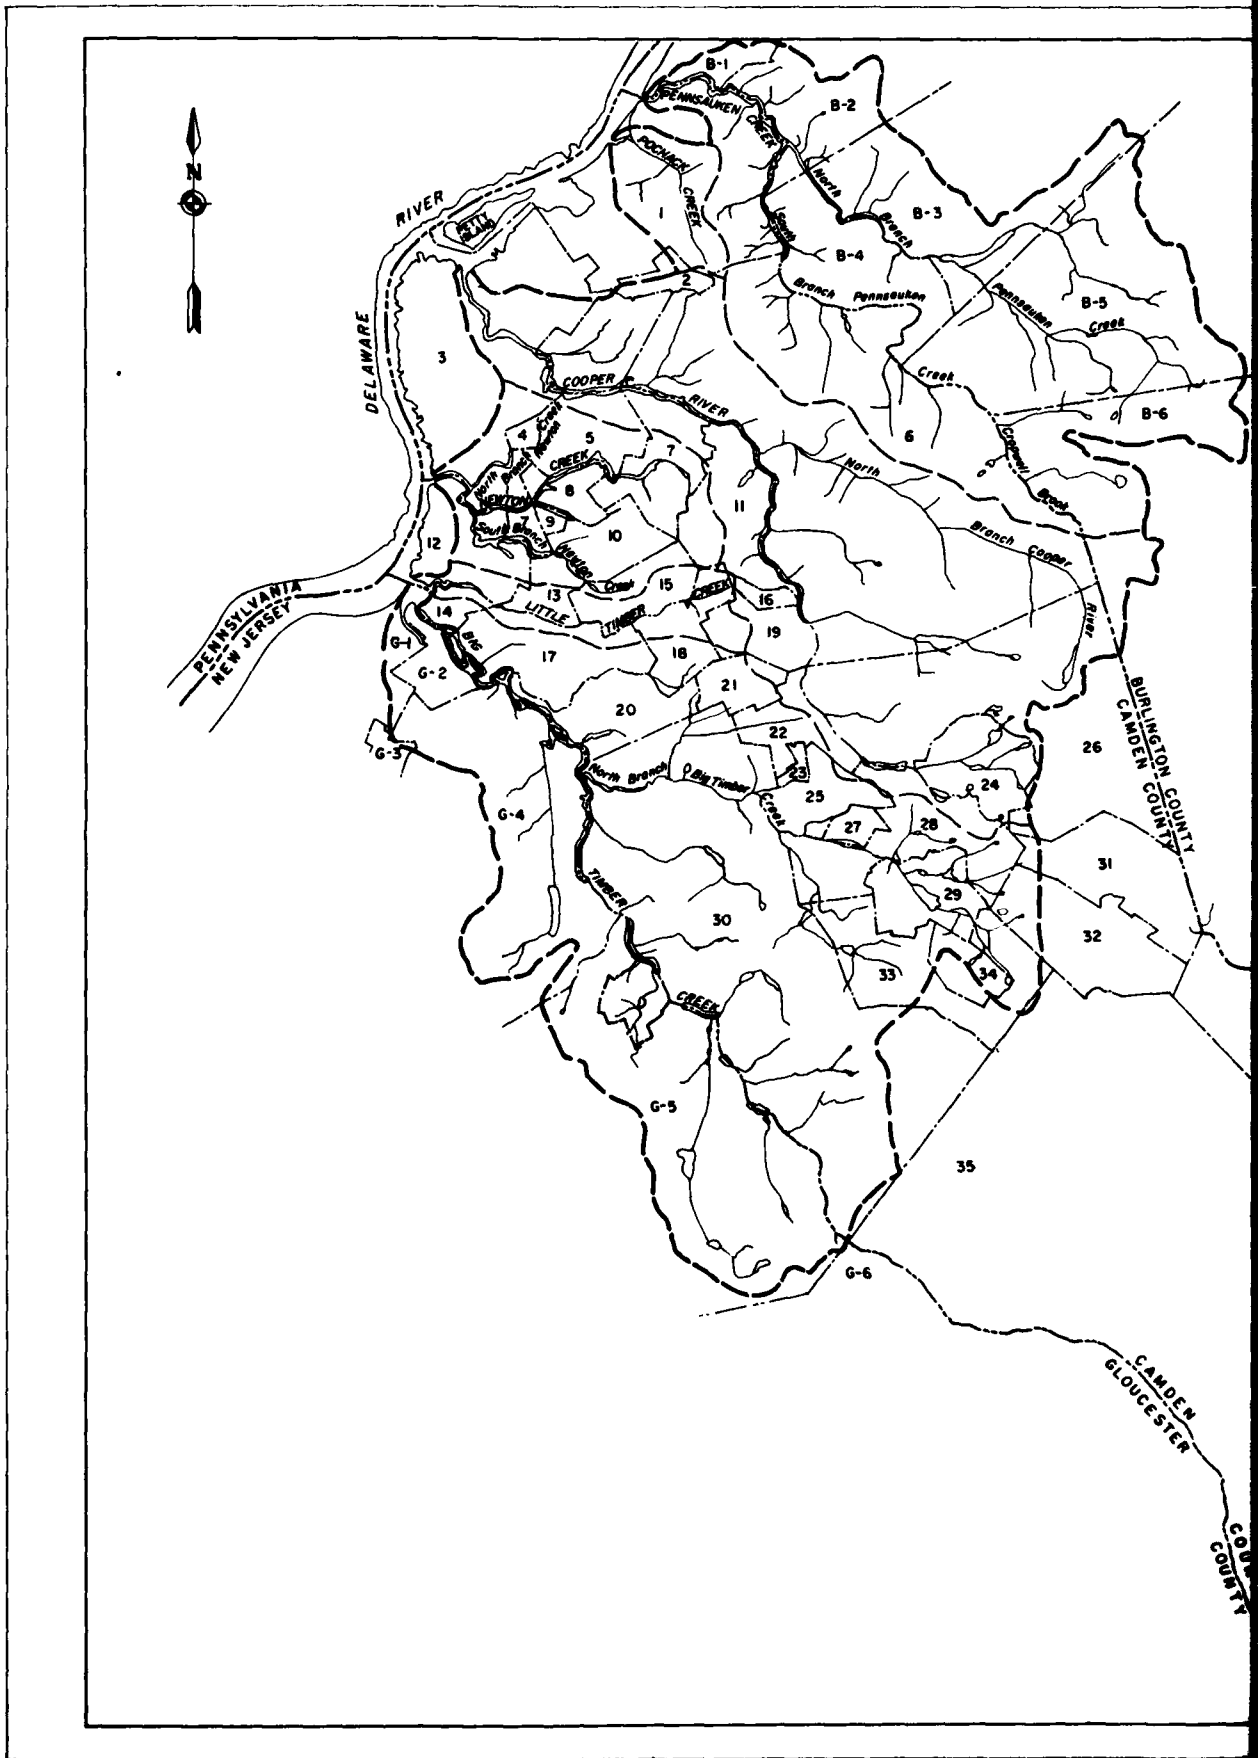 B-1
PENNSAUKEN
CREEK
B-2
POCHACK
CREEK
N
North
Branch
B-3
RIVER
PETTY
ISLAND
1
South
B-4
2
Branch Pennsauken
Pennsauken
Creek
B-5
DELAWARE
3
COOPER
RIVER
Creek
B-6
4
5
6
7
North Branch
Newton
Creek
CREEK
North
Cropwell
Brook
8
NEWTON
7
9
10
11
South Branch
Newton
Creek
Branch Cooper
River
12
13
15
CREEK
16
PENNSYLVANIA
NEW JERSEY
14
LITTLE
TIMBER
19
G-1
BIG
17
18
G-2
21
20
22
26
BURLINGTON COUNTY
CAMDEN COUNTY
G-3
North Branch
Big Timber
Creek
23
24
25
G-4
27
28
31
TIMBER
29
30
32
33
34
CREEK
G-5
35
G-6
CAMDEN
GLOUCESTER
COUNTY